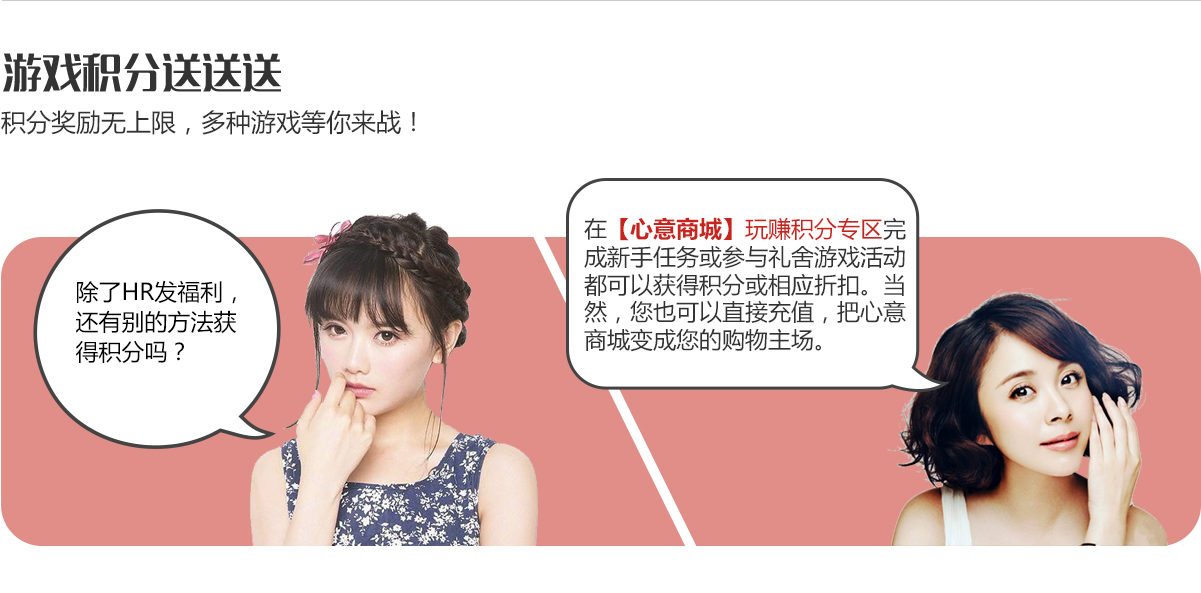 游戏积分送送送
积分奖励无上限，多种游戏等你来战！
除了HR发福利，
还有别的方法获
得积分吗？
在【心意商城】玩赚积分专区完
成新手任务或参与礼舍游戏活动
都可以获得积分或相应折扣。当
然，您也可以直接充值，把心意
商城变成您的购物主场。